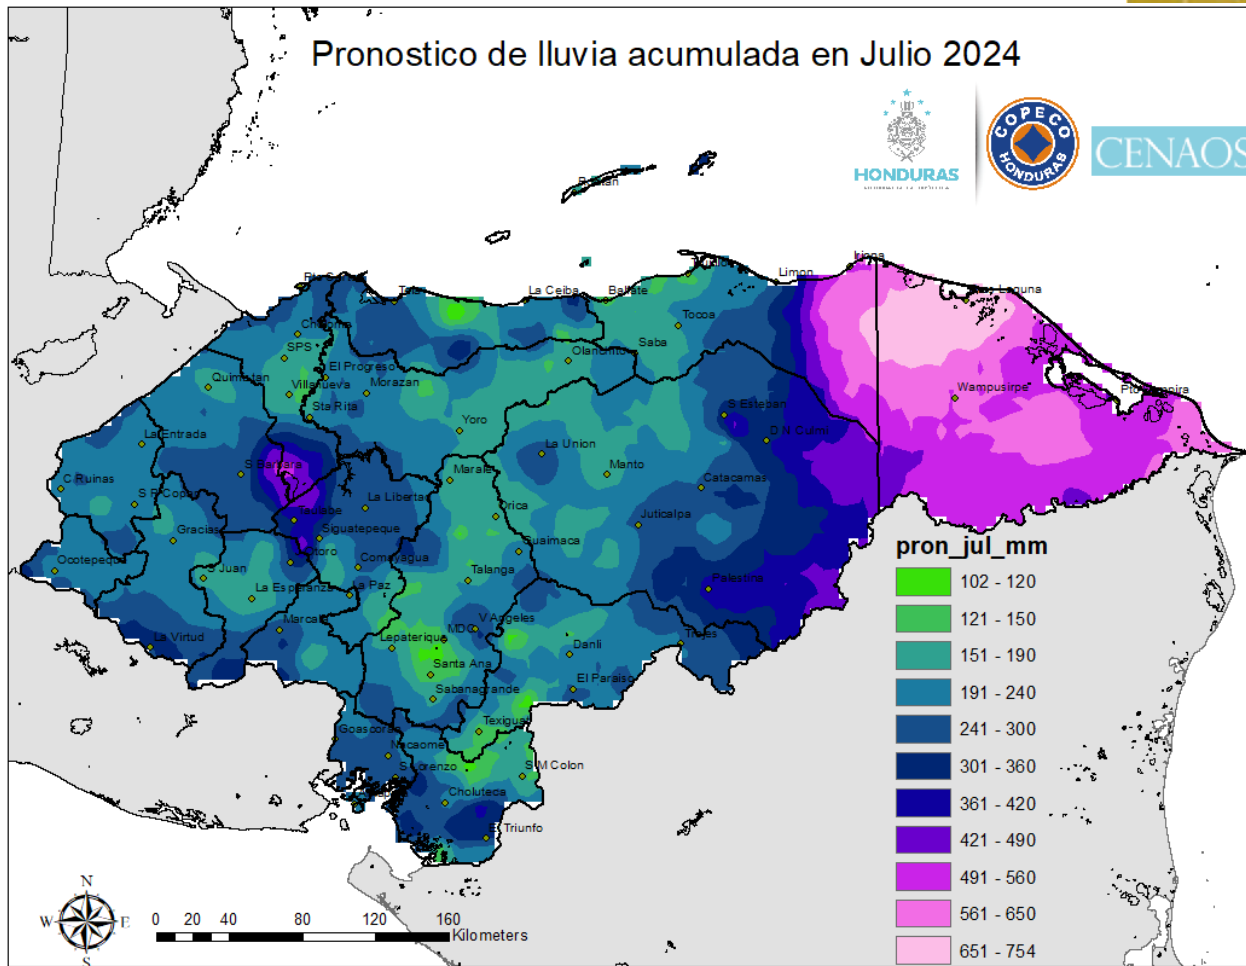 Pronostico de lluvia acumulada en Julio 2024
HONDURAS
COPECO
HONDURAS
CENAOS
Limon
La Ceiba
Balfate
Tocoa
Saba
Olanchito
Choloma
SPS
El Progreso
Quimistan
Villanueva
Morazan
Sta Rita
Wampusirpe
S Esteban
D N Culmi
Yoro
La Entrada
La Union
S Barbara
Marale
Manto
C Ruinas
La Libertad
Catacamas
S R Copan
Orica
Taulabe
Juticalpa
Gracias
Siguatepeque
Guaimaca
Ocotepeque
Comayagua
S Juan
Talanga
La Esperanza
La Paz
Palestina
Marcala
V Angeles
MDC
La Virtud
Lepaterique
Danli
Trojes
Santa Ana
El Paraiso
Sabanagrande
Texiguat
Goascoran
Nacaome
S Lorenzo
S M Colon
Choluteca
El Triunfo
pron_jul_mm
102 - 120
121 - 150
151 - 190
191 - 240
241 - 300
301 - 360
361 - 420
421 - 490
491 - 560
561 - 650
651 - 754
N
W
E
S
0 20 40 80 120 160
Kilometers